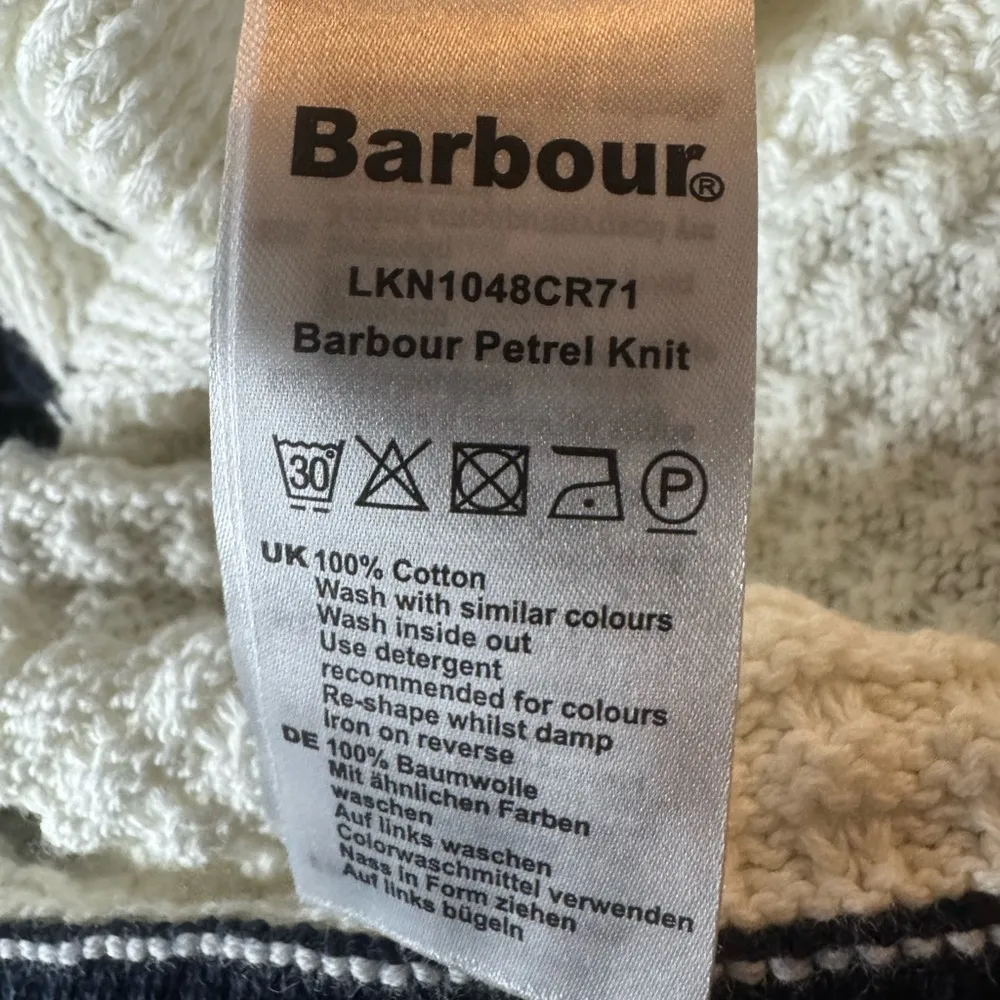 Barbour®
LKN1048CR71
Barbour Petrel Knit
30° P
UK 100% Cotton
Wash with similar colours
Wash inside out
Use detergent
recommended for colours
Re-shape whilst damp
Iron on reverse
DE 100% Baumwolle
Mit ähnlichen Farben
waschen
Auf links waschen
Colorwaschmittel verwenden
Nass in Form ziehen
Auf links bügeln